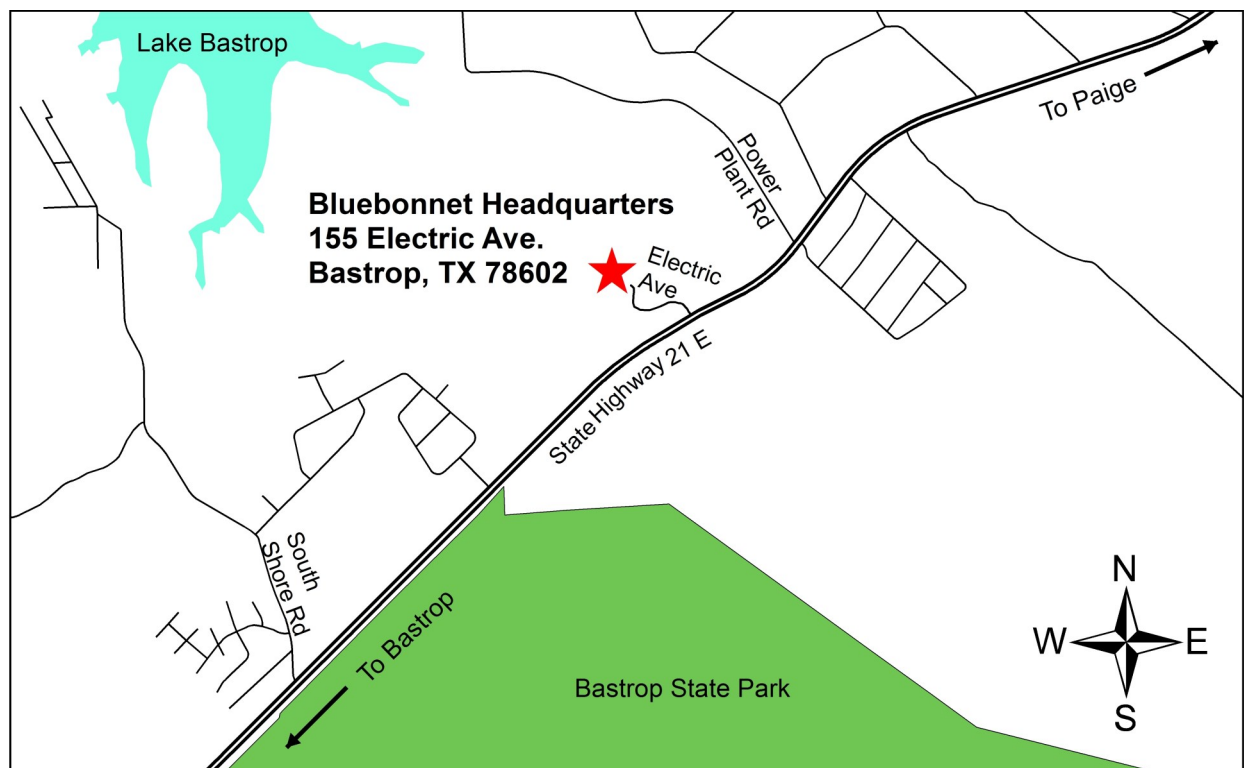 Lake Bastrop
To Paige
Power
Plant Rd
Bluebonnet Headquarters
155 Electric Ave.
Bastrop, TX 78602
Electric
Ave
State Highway 21 E
South
Shore Rd
To Bastrop
Bastrop State Park
N
W E
S